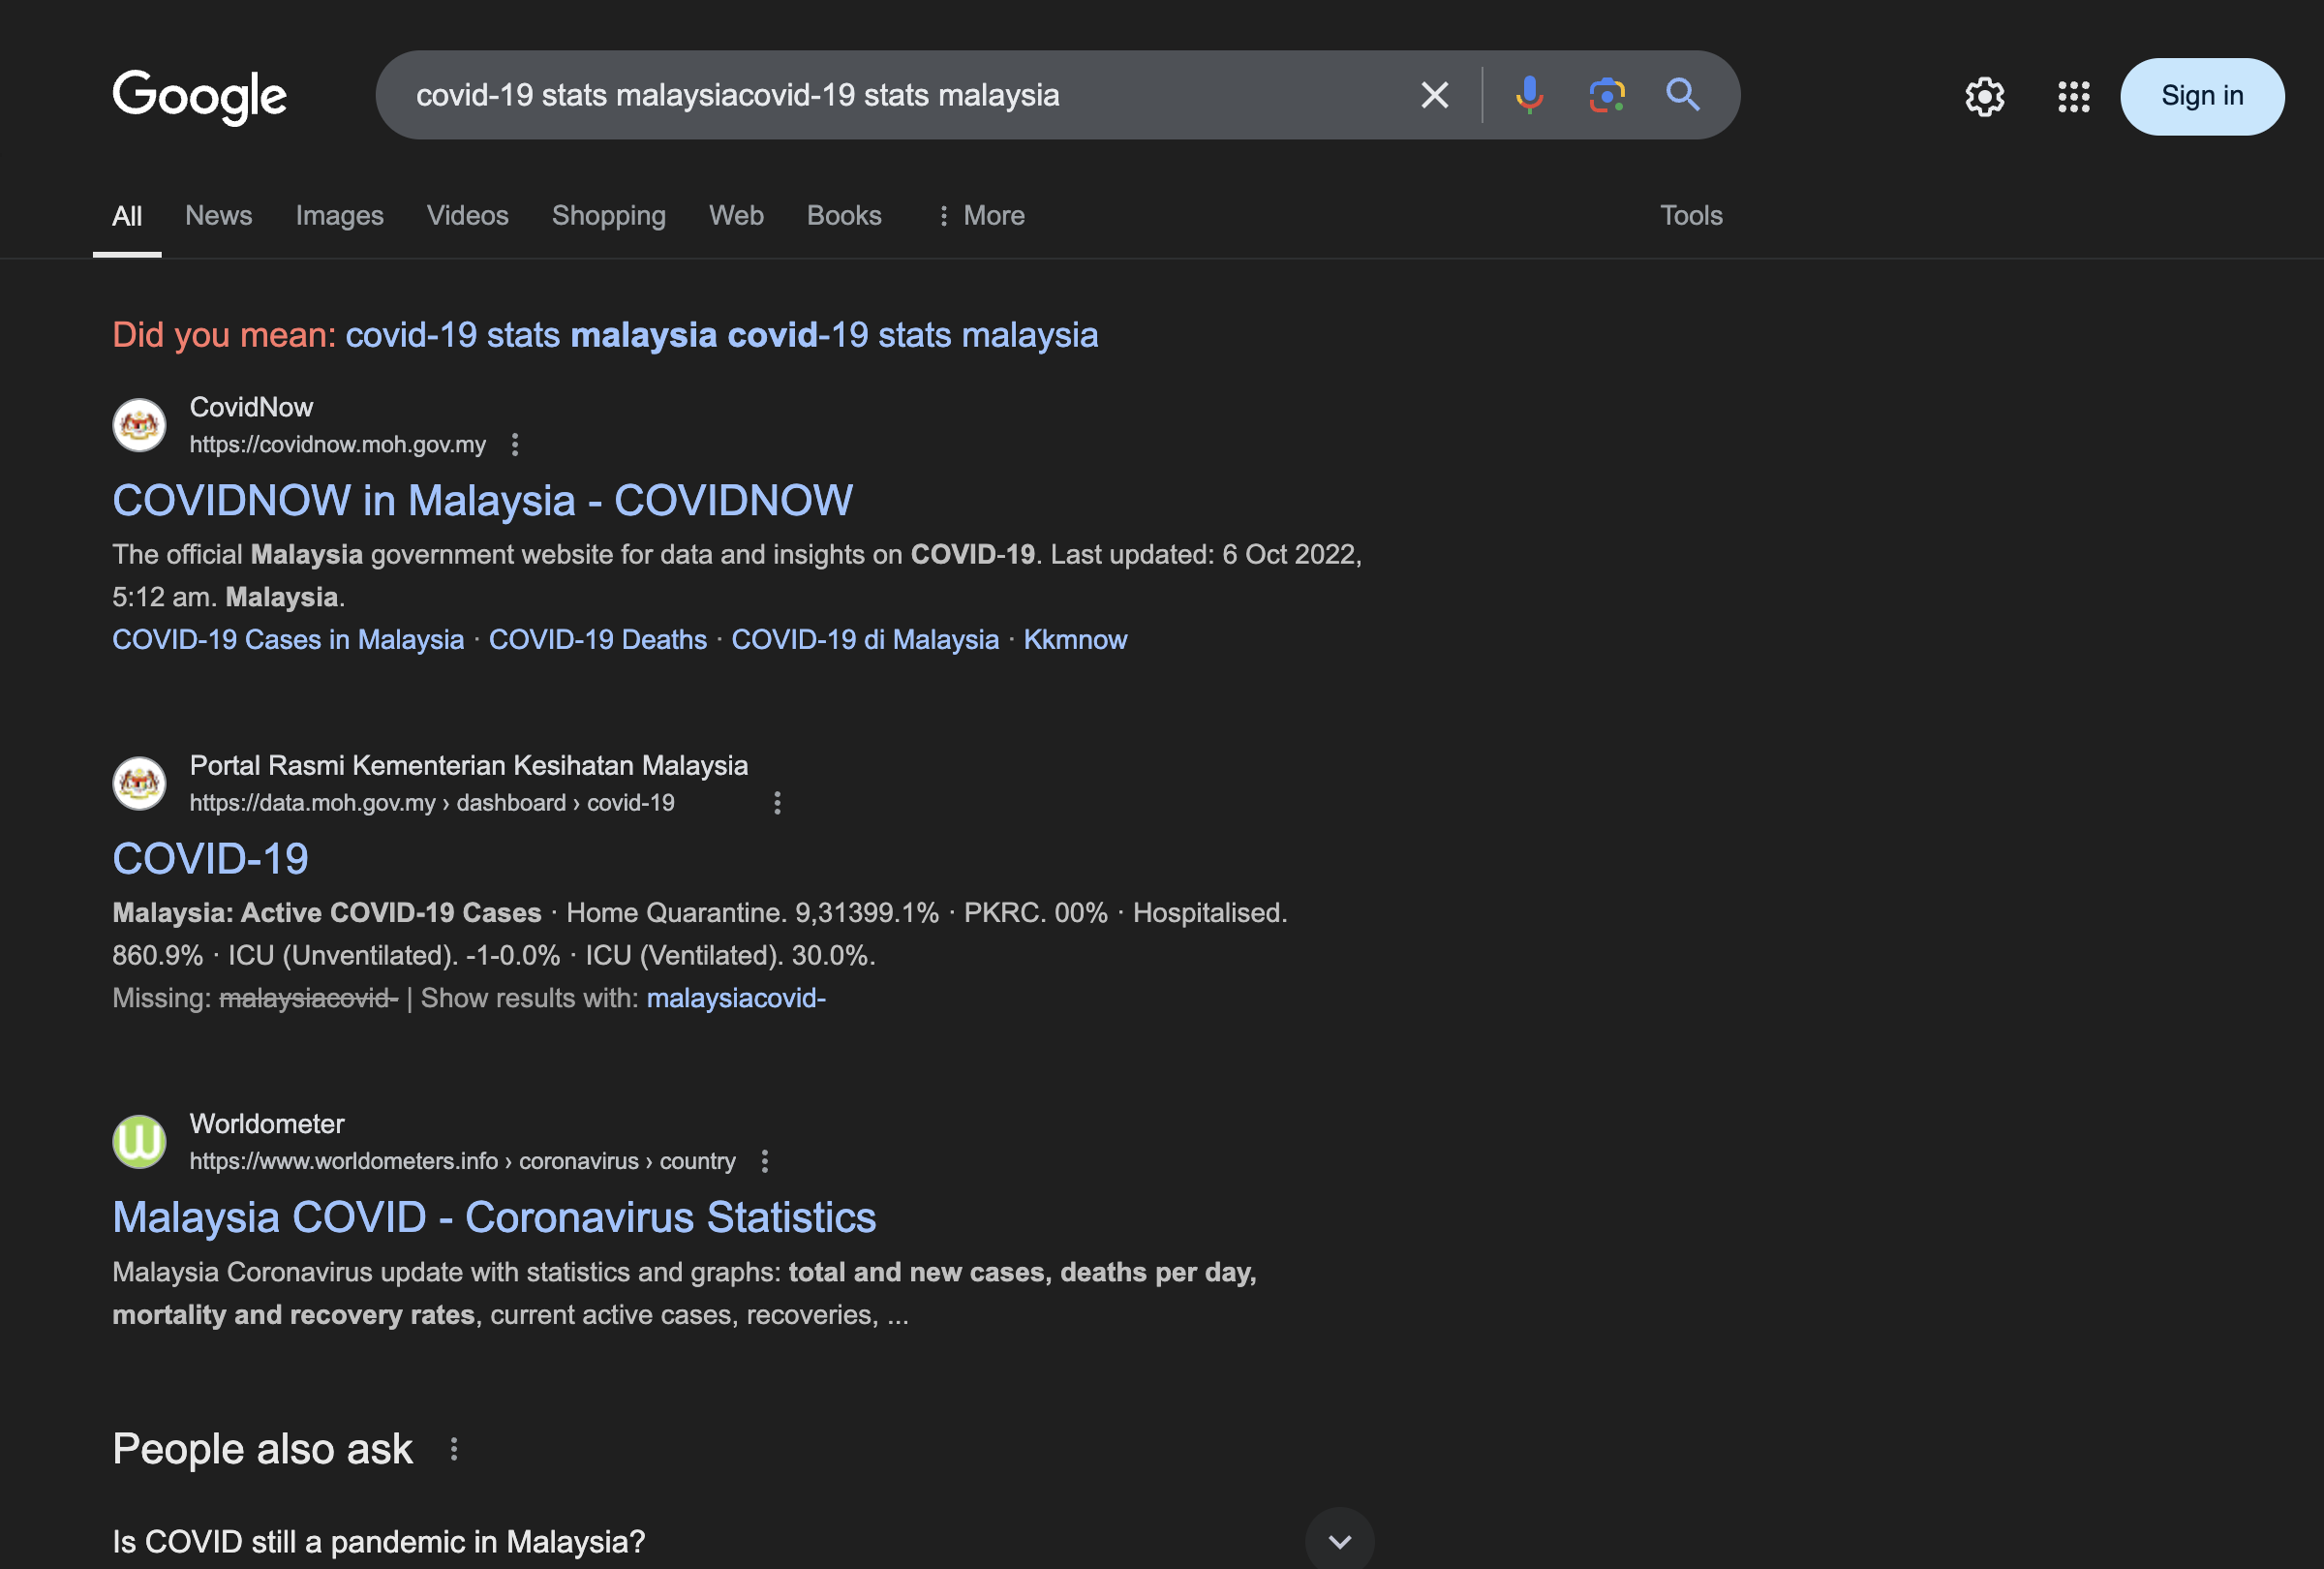 Google
covid-19 stats malaysiacovid-19 stats malaysia
Sign in
All News Images Videos Shopping Web Books More Tools
Did you mean: covid-19 stats malaysia covid-19 stats malaysia
CovidNow
https://covidnow.moh.gov.my
COVIDNOW in Malaysia - COVIDNOW
The official Malaysia government website for data and insights on COVID-19. Last updated: 6 Oct 2022,
5:12 am. Malaysia.
COVID-19 Cases in Malaysia · COVID-19 Deaths · COVID-19 di Malaysia · Kkmnow
Portal Rasmi Kementerian Kesihatan Malaysia
https://data.moh.gov.my › dashboard › covid-19
COVID-19
Malaysia: Active COVID-19 Cases · Home Quarantine. 9,31399.1% · PKRC. 00% · Hospitalised.
860.9% · ICU (Unventilated). -1-0.0% · ICU (Ventilated). 30.0%.
Missing: malaysiacovid- | Show results with: malaysiacovid-
W
Worldometer
https://www.worldometers.info › coronavirus › country
Malaysia COVID - Coronavirus Statistics
Malaysia Coronavirus update with statistics and graphs: total and new cases, deaths per day,
mortality and recovery rates, current active cases, recoveries, ...
People also ask
Is COVID still a pandemic in Malaysia?